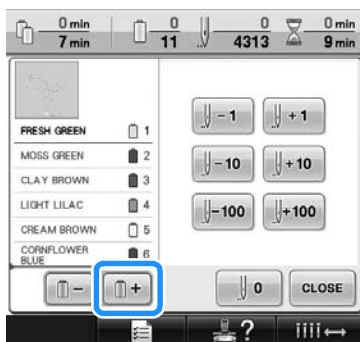 0 min 0 0 0 min
7 min 11 4313 9 min
FRESH GREEN 1
MOSS GREEN 2
CLAY BROWN 3
LIGHT LILAC 4
CREAM BROWN 5
CORNFLOWER BLUE 6
- 1 + 1
- 10 + 10
-100 +100
- + 0 CLOSE
?